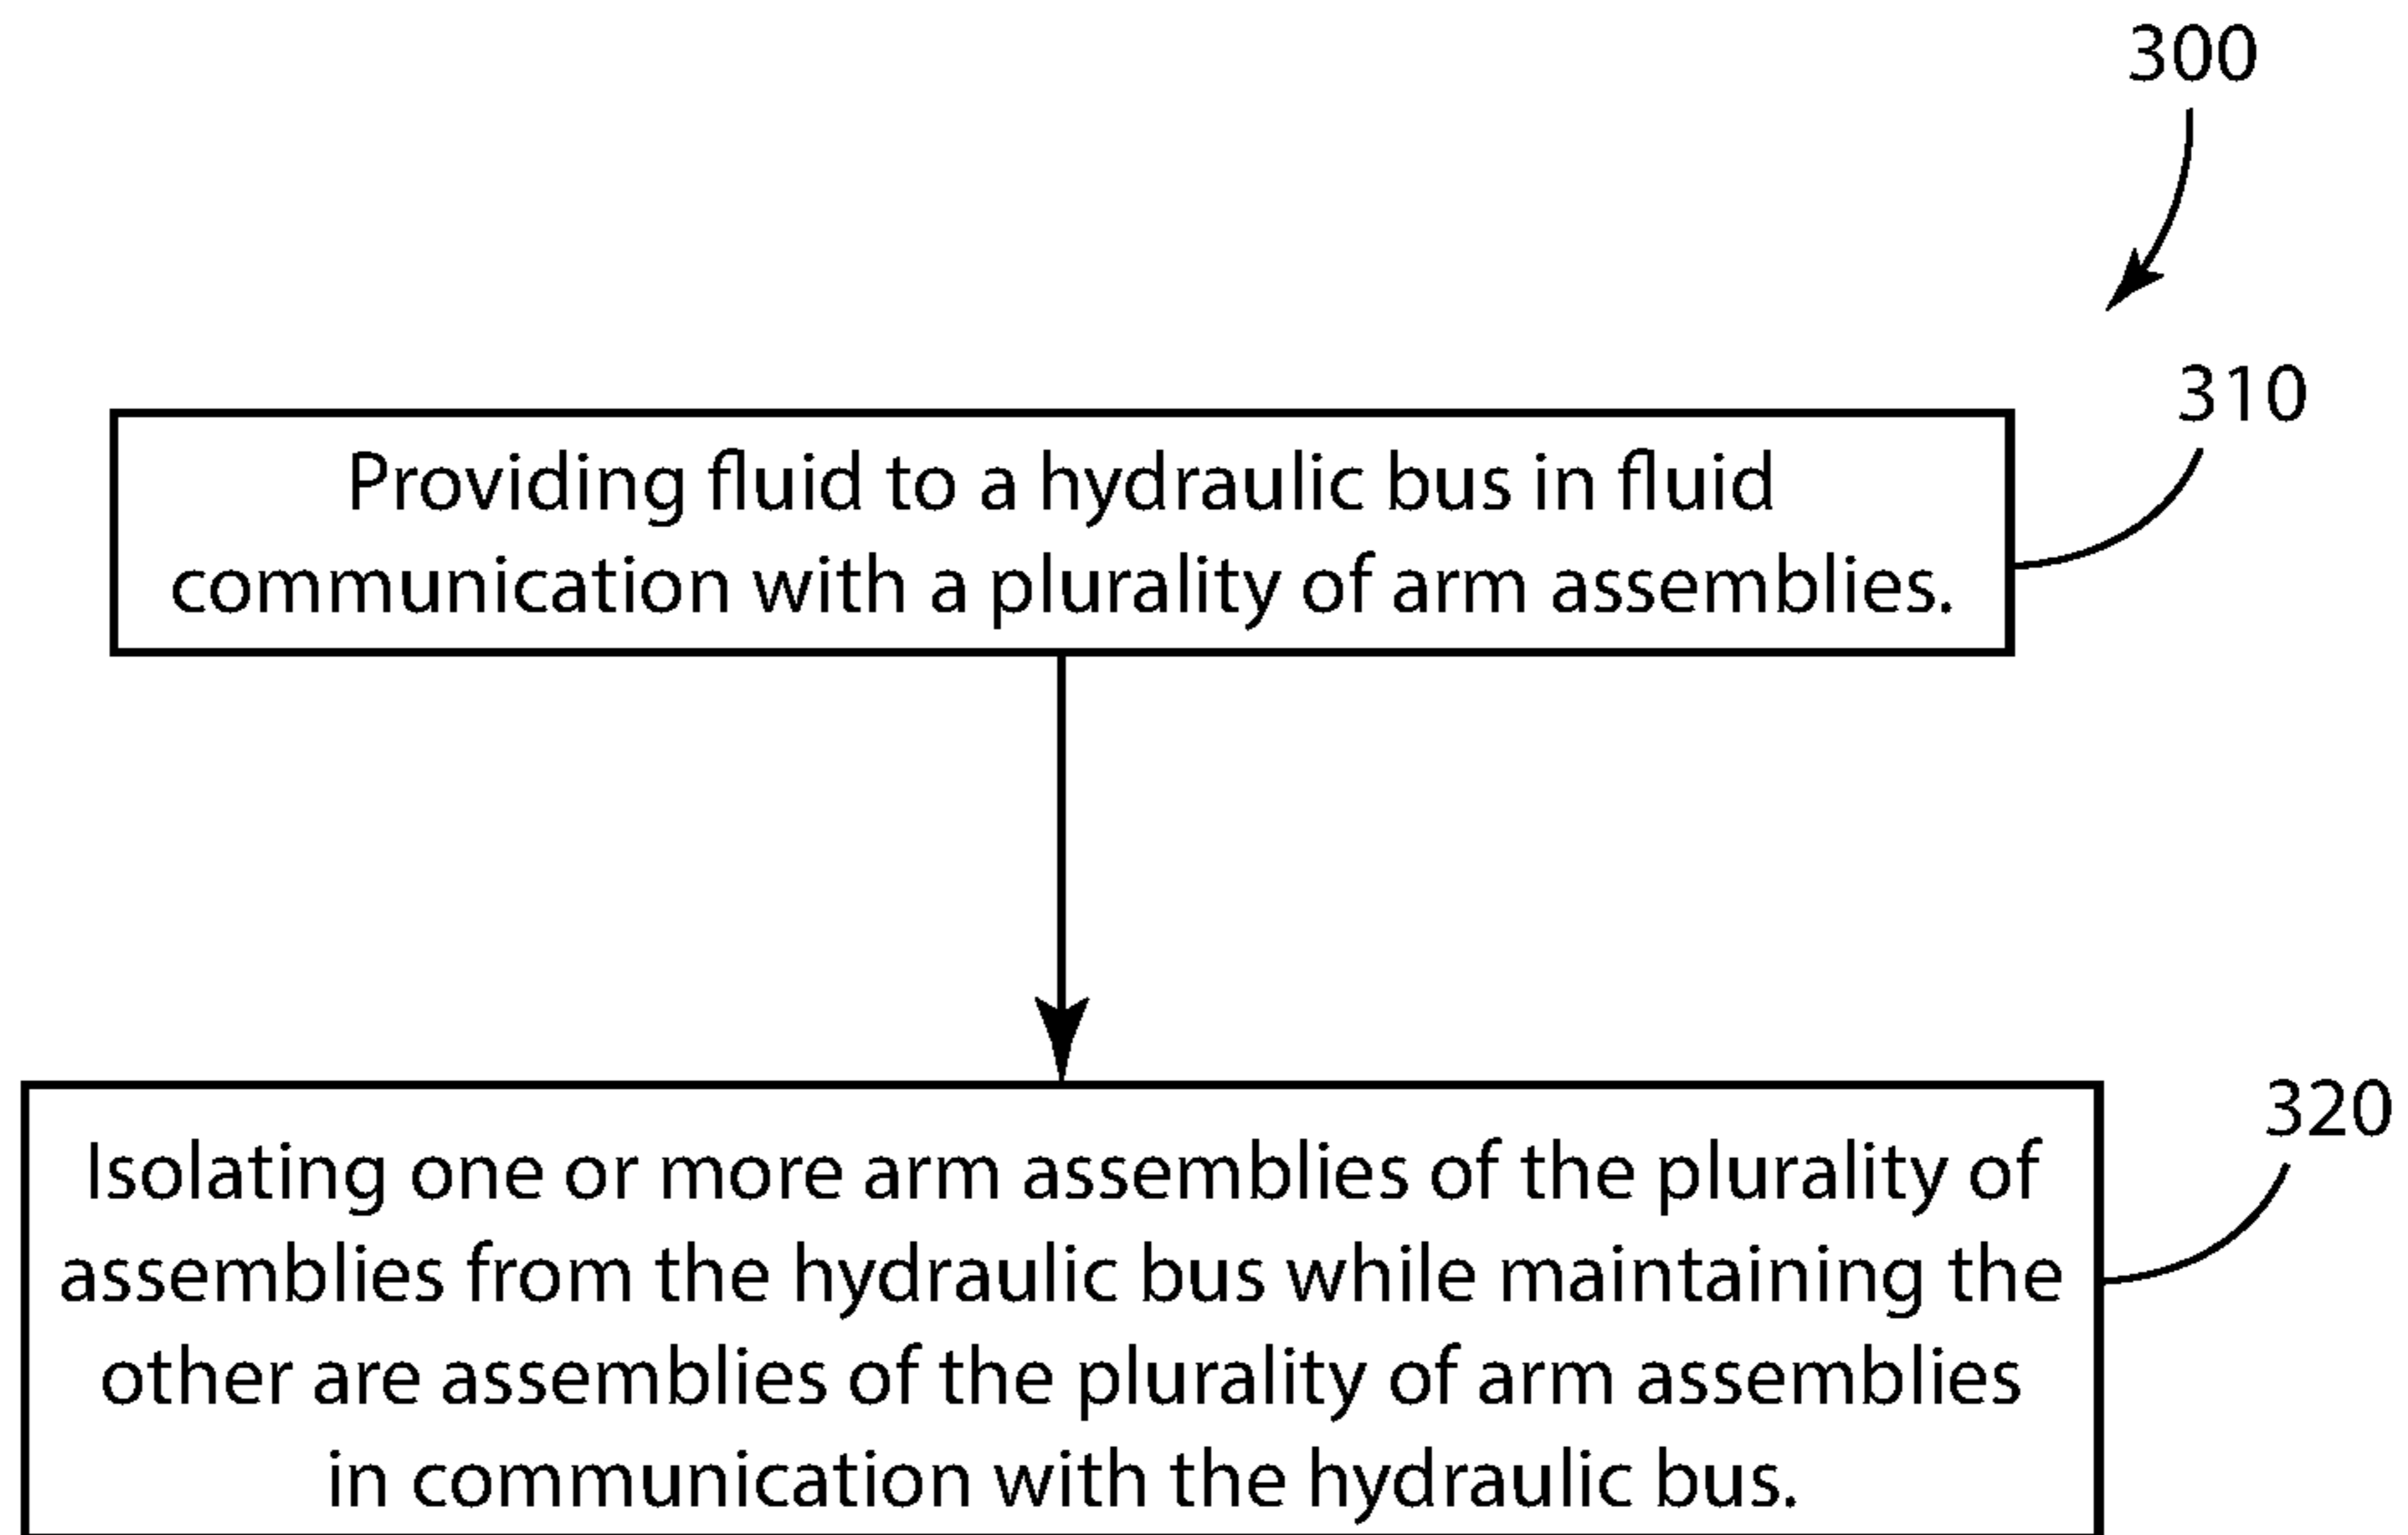 300
310
Providing fluid to a hydraulic bus in fluid
communication with a plurality of arm assemblies.
320
Isolating one or more arm assemblies of the plurality of
assemblies from the hydraulic bus while maintaining the
other are assemblies of the plurality of arm assemblies
in communication with the hydraulic bus.